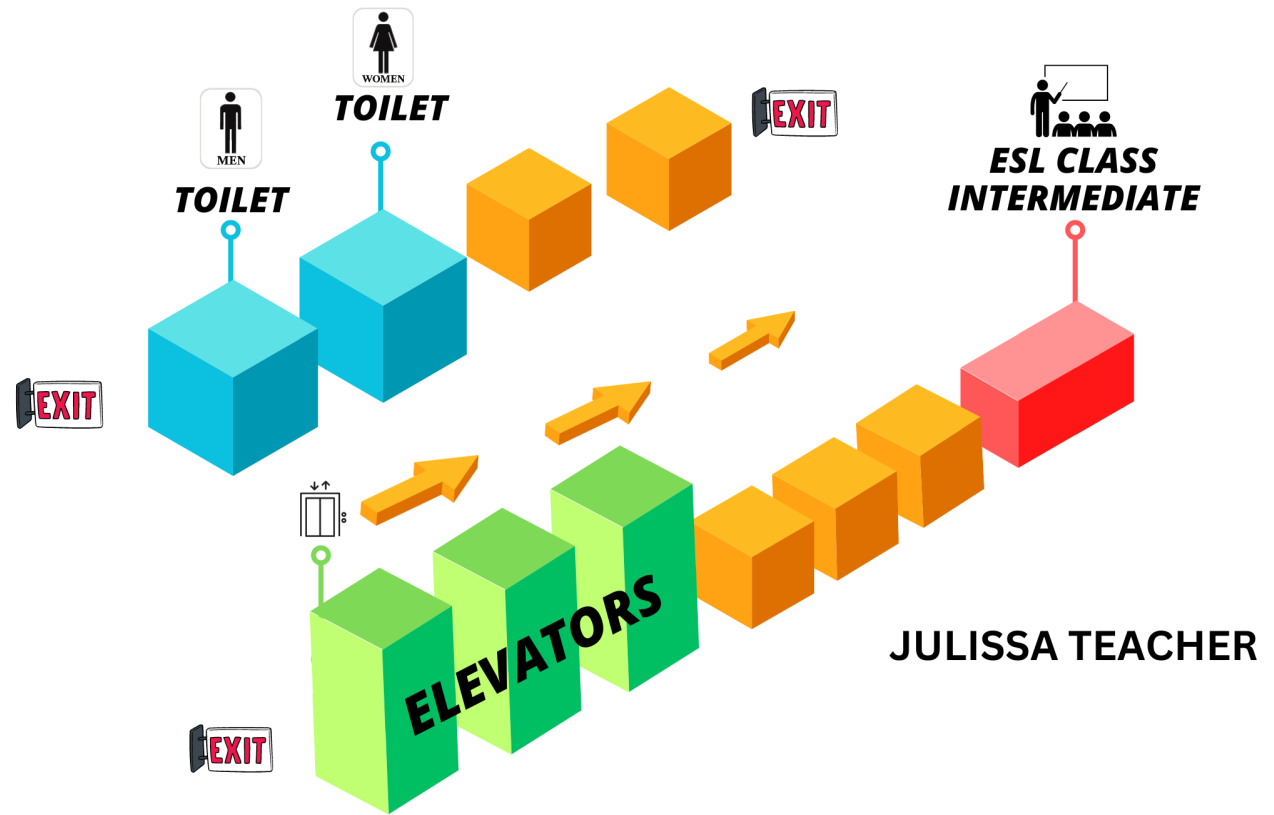 WOMEN
TOILET
MEN
TOILET
EXIT
ESL CLASS
INTERMEDIATE
EXIT
ELEVATORS
JULISSA TEACHER
EXIT